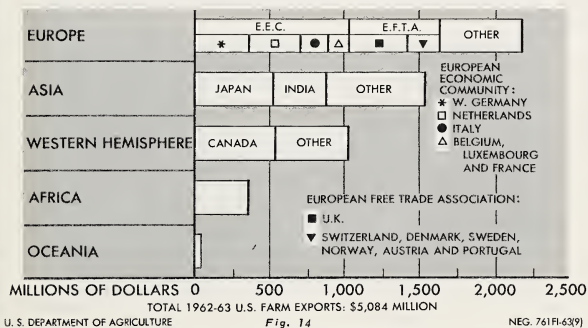 EUROPE
E.E.C.
E.F.T.A.
OTHER
ASIA
JAPAN INDIA OTHER
EUROPEAN
ECONOMIC
COMMUNITY:
W. GERMANY
NETHERLANDS
ITALY
BELGIUM,
LUXEMBOURG
AND FRANCE
WESTERN HEMISPHERE
CANADA OTHER
AFRICA
EUROPEAN FREE TRADE ASSOCIATION:
U.K.
SWITZERLAND, DENMARK, SWEDEN,
NORWAY, AUSTRIA AND PORTUGAL
OCEANIA
MILLIONS OF DOLLARS 0 500 1,000 1,500 2,000 2,500
TOTAL 1962-63 U.S. FARM EXPORTS: $5,084 MILLION
U. S. DEPARTMENT OF AGRICULTURE Fig. 14 NEG. 761FI-63(9)